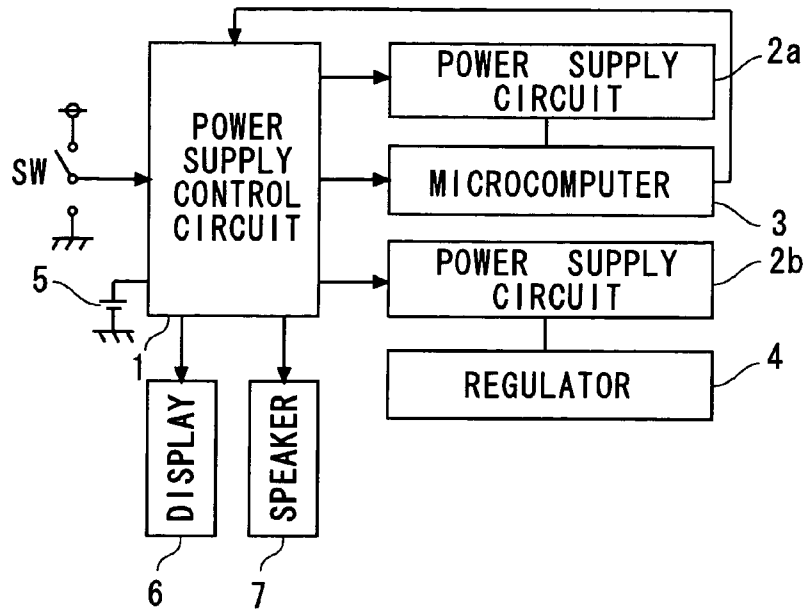 POWER SUPPLY
CIRCUIT
2a
POWER
SUPPLY
CONTROL
CIRCUIT
SW
MICROCOMPUTER
3
POWER SUPPLY
CIRCUIT
2b
5
1
REGULATOR
4
DISPLAY
SPEAKER
6
7